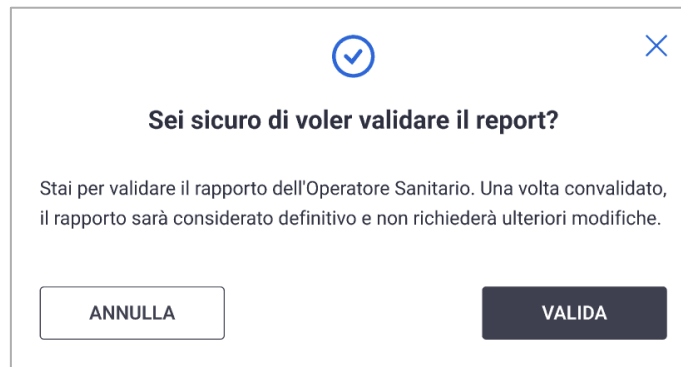 Sei sicuro di voler validare il report?
Stai per validare il rapporto dell'Operatore Sanitario. Una volta convalidato,
il rapporto sarà considerato definitivo e non richiederà ulteriori modifiche.
ANNULLA
VALIDA